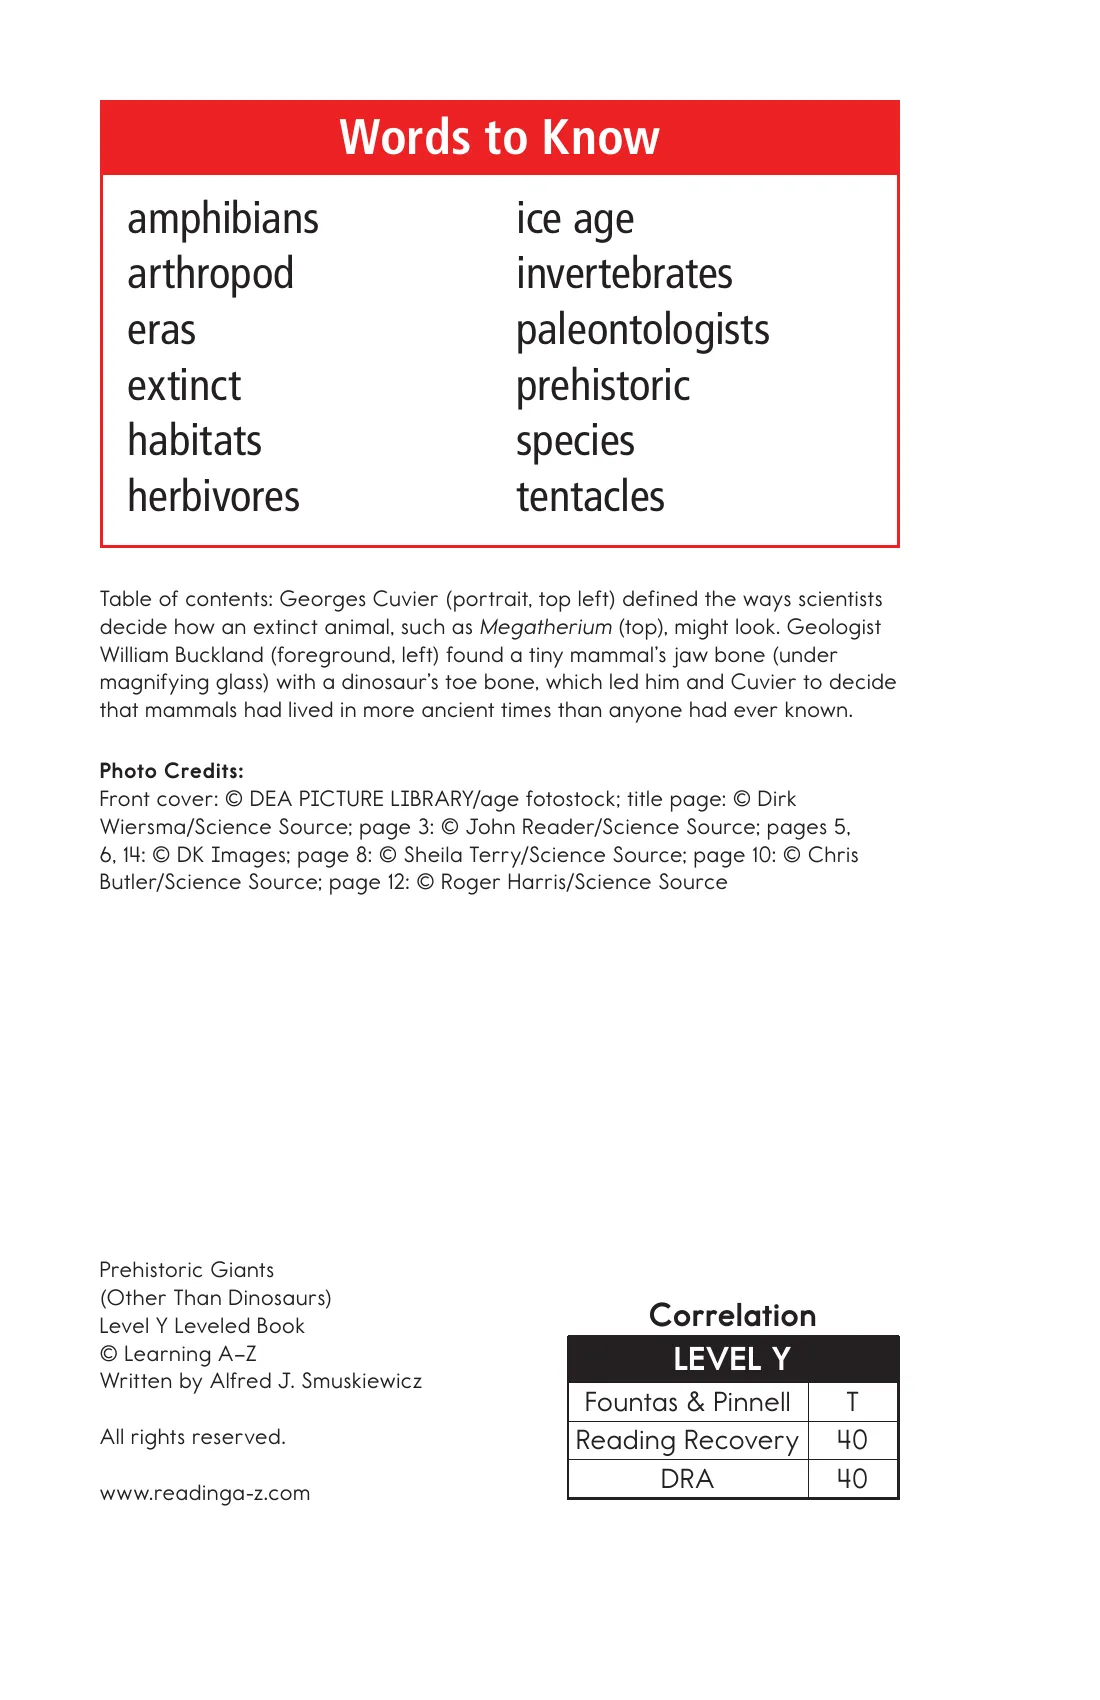 Words to Know
amphibians
arthropod
eras
extinct
habitats
herbivores
ice age
invertebrates
paleontologists
prehistoric
species
tentacles
Table of contents: Georges Cuvier (portrait, top left) defined the ways scientists
decide how an extinct animal, such as Megatherium (top), might look. Geologist
William Buckland (foreground, left) found a tiny mammal's jaw bone (under
magnifying glass) with a dinosaur's toe bone, which led him and Cuvier to decide
that mammals had lived in more ancient times than anyone had ever known.
Photo Credits:
Front cover: © DEA PICTURE LIBRARY/age fotostock; title page: © Dirk
Wiersma/Science Source; page 3: © John Reader/Science Source; pages 5,
6, 14: © DK Images; page 8: © Sheila Terry/Science Source; page 10: © Chris
Butler/Science Source; page 12: © Roger Harris/Science Source
Prehistoric Giants
(Other Than Dinosaurs)
Level Y Leveled Book
© Learning A–Z
Written by Alfred J. Smuskiewicz
All rights reserved.
www.readinga-z.com
Correlation
LEVEL Y
Fountas & Pinnell T
Reading Recovery 40
DRA 40